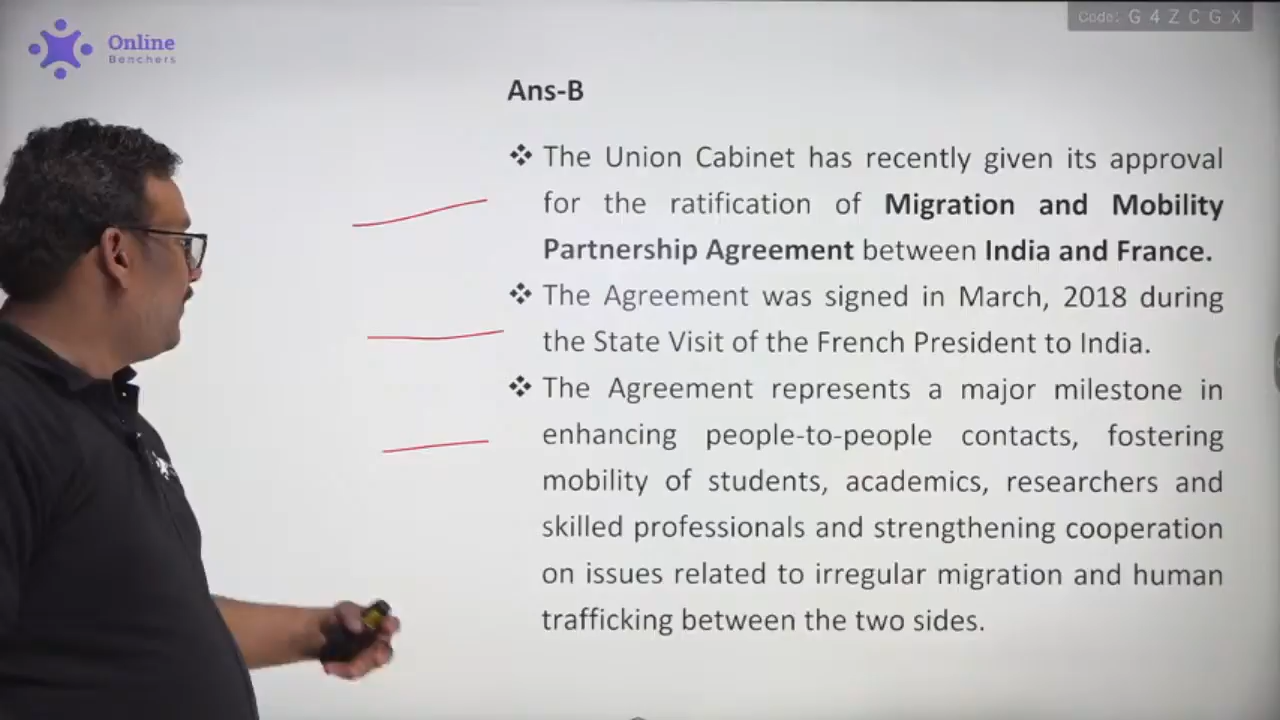 Online
Benchers
Code: G 4 Z C G X
Ans-B
❖ The Union Cabinet has recently given its approval
for the ratification of Migration and Mobility
Partnership Agreement between India and France.
❖ The Agreement was signed in March, 2018 during
the State Visit of the French President to India.
❖ The Agreement represents a major milestone in
enhancing people-to-people contacts, fostering
mobility of students, academics, researchers and
skilled professionals and strengthening cooperation
on issues related to irregular migration and human
trafficking between the two sides.